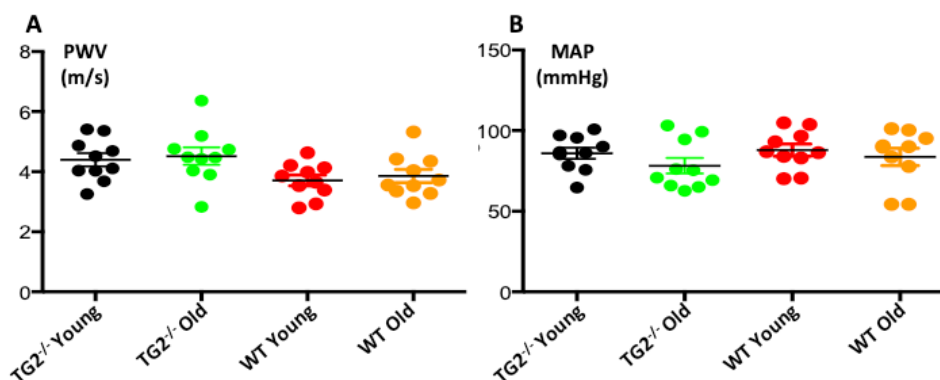 A
PWV
(m/s)
8
6
4
2
0
TG2⁻/⁻ Young
TG2⁻/⁻ Old
WT Young
WT Old
B
MAP
(mmHg)
150
100
50
0
TG2⁻/⁻ Young
TG2⁻/⁻ Old
WT Young
WT Old